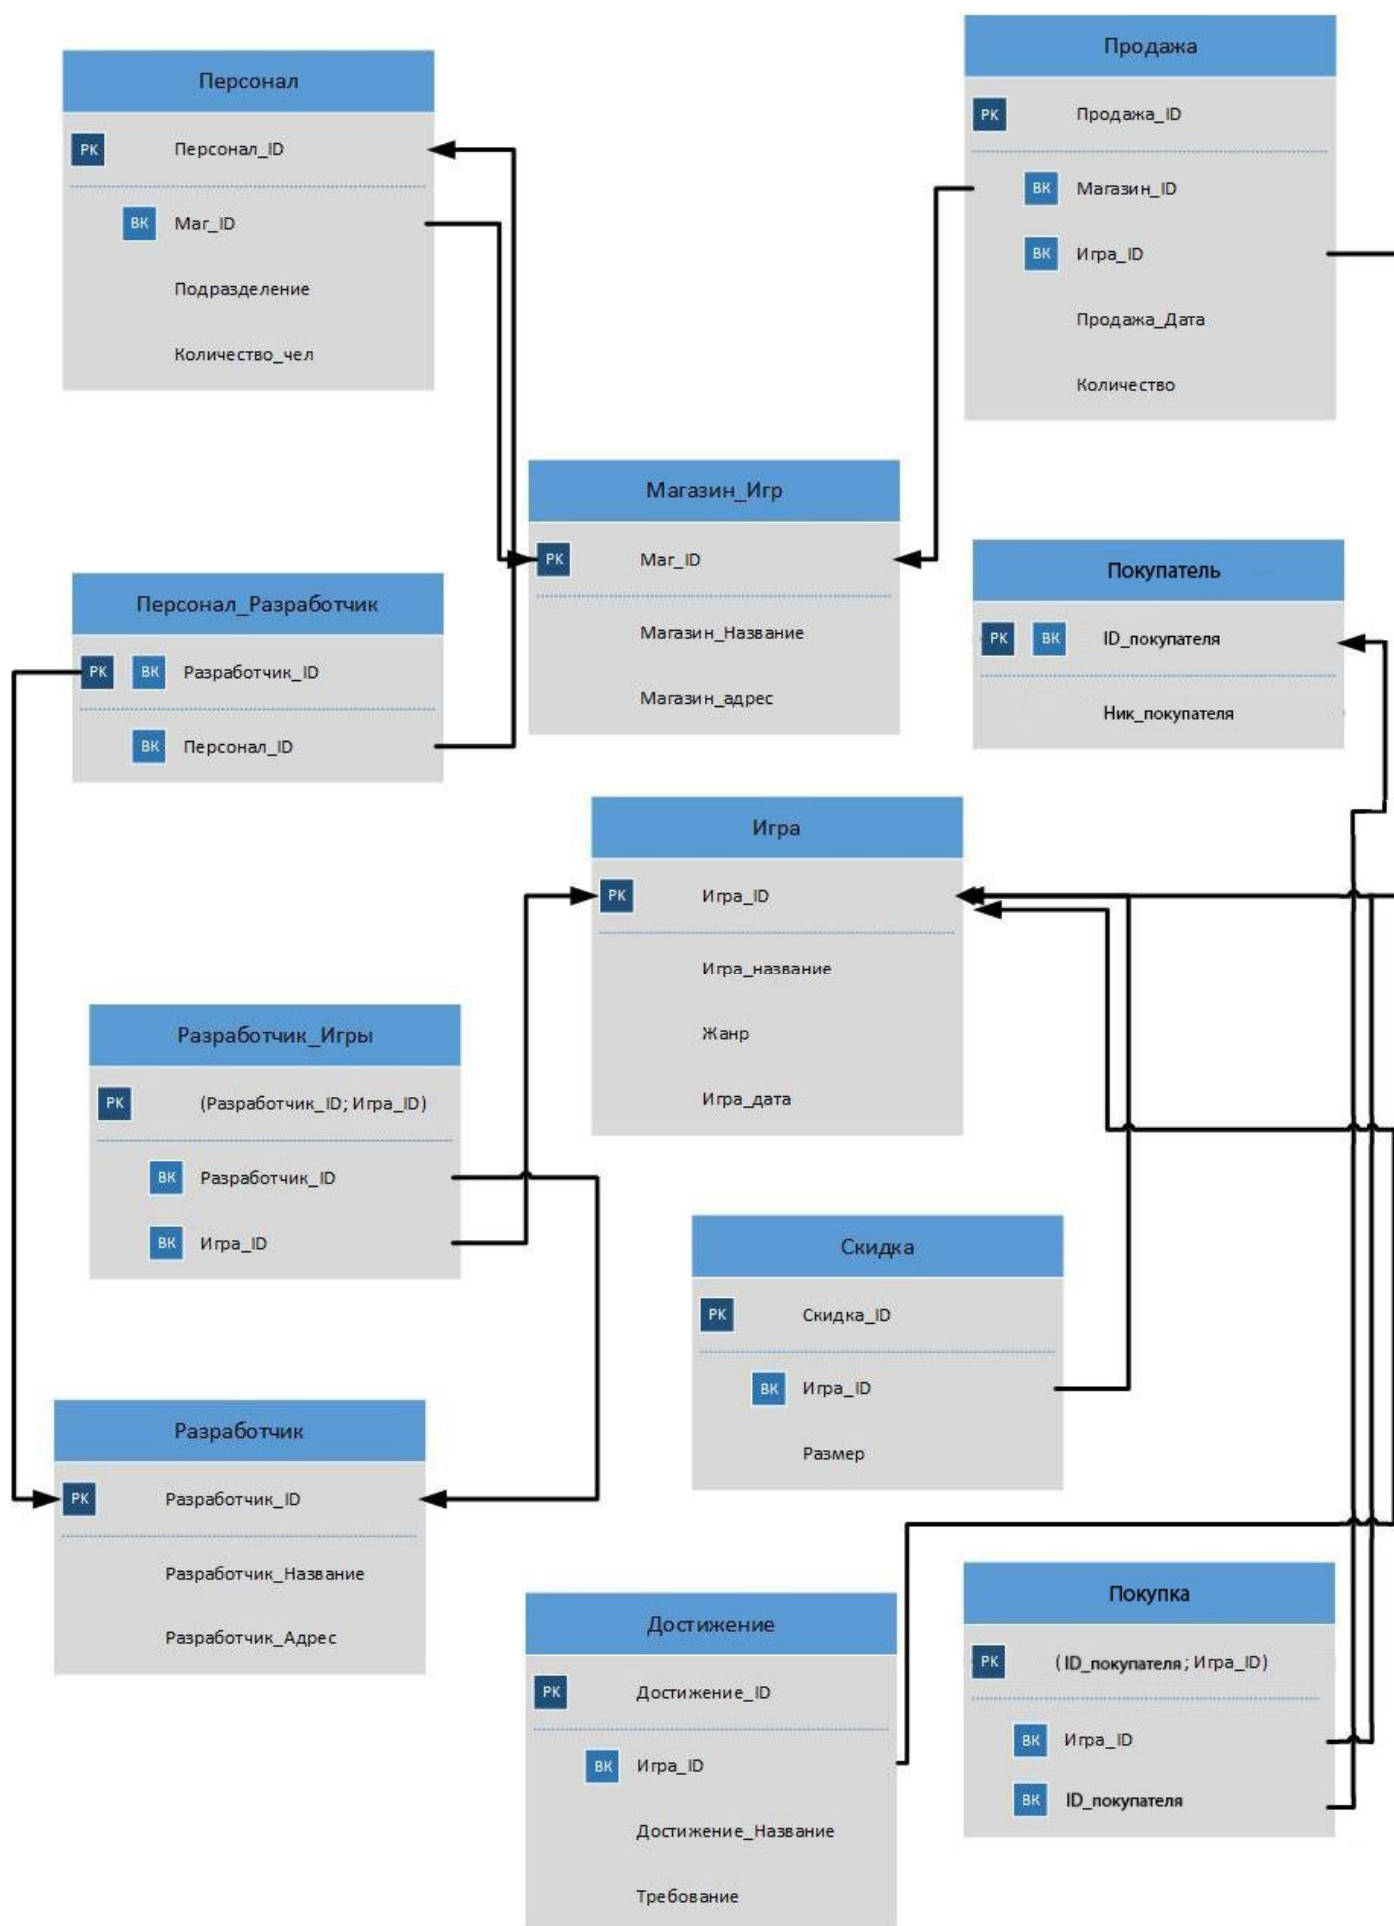 Персонал
PK Персонал_ID
ВК Маг_ID
Подразделение
Количество_чел
Продажа
PK Продажа_ID
ВК Магазин_ID
ВК Игра_ID
Продажа_Дата
Количество
Магазин_Игр
PK Маг_ID
Магазин_Название
Магазин_адрес
Покупатель
PK ВК ID_покупателя
Ник_покупателя
Персонал_Разработчик
PK ВК Разработчик_ID
ВК Персонал_ID
Игра
PK Игра_ID
Игра_название
Жанр
Игра_дата
Разработчик_Игры
PK (Разработчик_ID; Игра_ID)
ВК Разработчик_ID
ВК Игра_ID
Скидка
PK Скидка_ID
ВК Игра_ID
Размер
Разработчик
PK Разработчик_ID
Разработчик_Название
Разработчик_Адрес
Достижение
PK Достижение_ID
ВК Игра_ID
Достижение_Название
Требование
Покупка
PK (ID_покупателя; Игра_ID)
ВК Игра_ID
ВК ID_покупателя